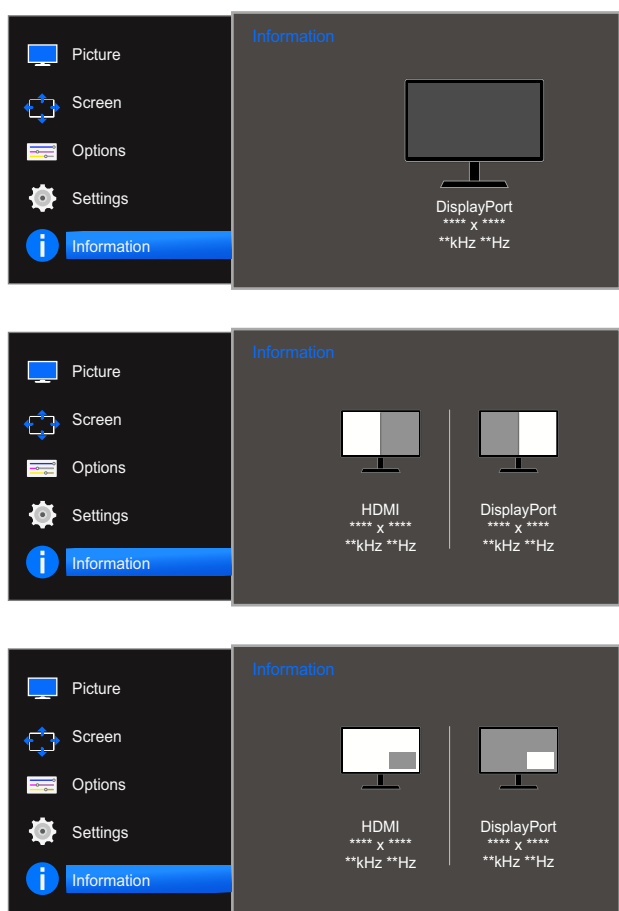 Information
Picture
Screen
Options
Settings
Information
DisplayPort
**** x ****
**kHz **Hz
Information
Picture
Screen
Options
Settings
Information
HDMI
**** x ****
**kHz **Hz
DisplayPort
**** x ****
**kHz **Hz
Information
Picture
Screen
Options
Settings
Information
HDMI
**** x ****
**kHz **Hz
DisplayPort
**** x ****
**kHz **Hz